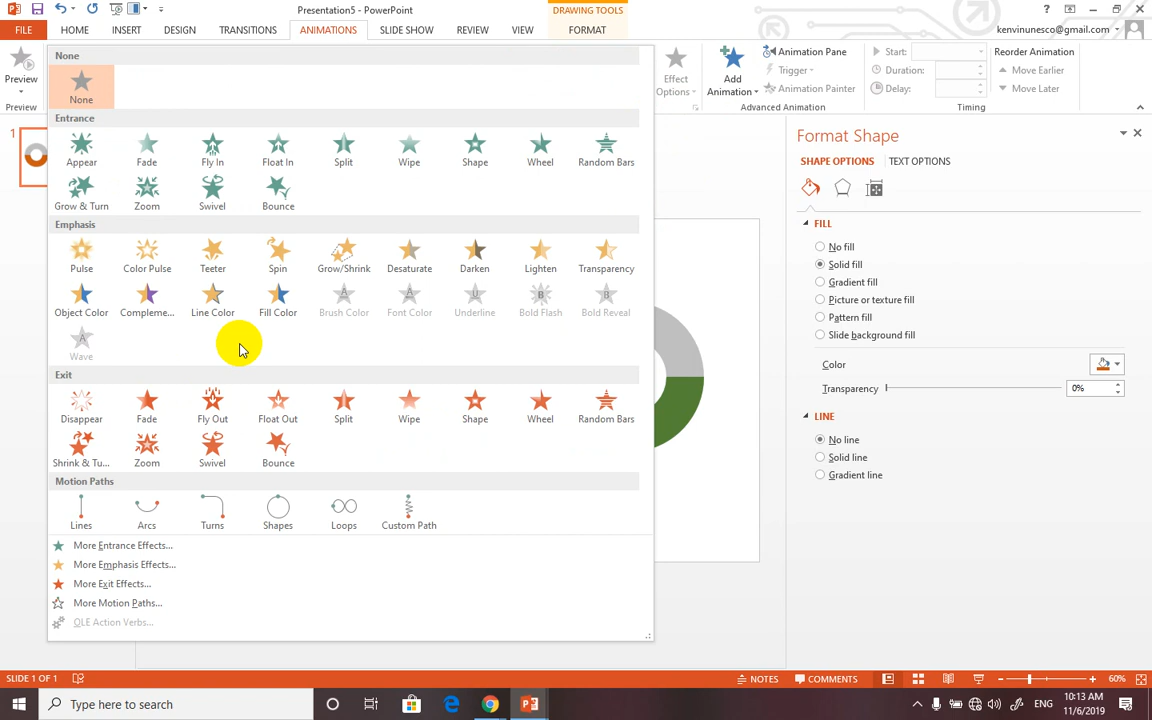 Presentation5 - PowerPoint
DRAWING TOOLS
FILE HOME INSERT DESIGN TRANSITIONS ANIMATIONS SLIDE SHOW REVIEW VIEW FORMAT
kenvinunesco@gmail.com
Preview
Preview
Effect
Options
Add
Animation
Animation Pane
Trigger
Animation Painter
Advanced Animation
Start:
Duration:
Delay:
Reorder Animation
Move Earlier
Move Later
Timing
None
None
Entrance
Appear Fade Fly In Float In Split Wipe Shape Wheel Random Bars
Grow & Turn Zoom Swivel Bounce
Emphasis
Pulse Color Pulse Teeter Spin Grow/Shrink Desaturate Darken Lighten Transparency
Object Color Compleme... Line Color Fill Color Brush Color Font Color Underline Bold Flash Bold Reveal
Wave
Exit
Disappear Fade Fly Out Float Out Split Wipe Shape Wheel Random Bars
Shrink & Tu... Zoom Swivel Bounce
Motion Paths
Lines Arcs Turns Shapes Loops Custom Path
More Entrance Effects...
More Emphasis Effects...
More Exit Effects...
More Motion Paths...
OLE Action Verbs...
1
Format Shape
SHAPE OPTIONS TEXT OPTIONS
FILL
No fill
Solid fill
Gradient fill
Picture or texture fill
Pattern fill
Slide background fill
Color
Transparency 0%
LINE
No line
Solid line
Gradient line
SLIDE 1 OF 1
NOTES COMMENTS 60%
Type here to search
ENG
10:13 AM
11/6/2019